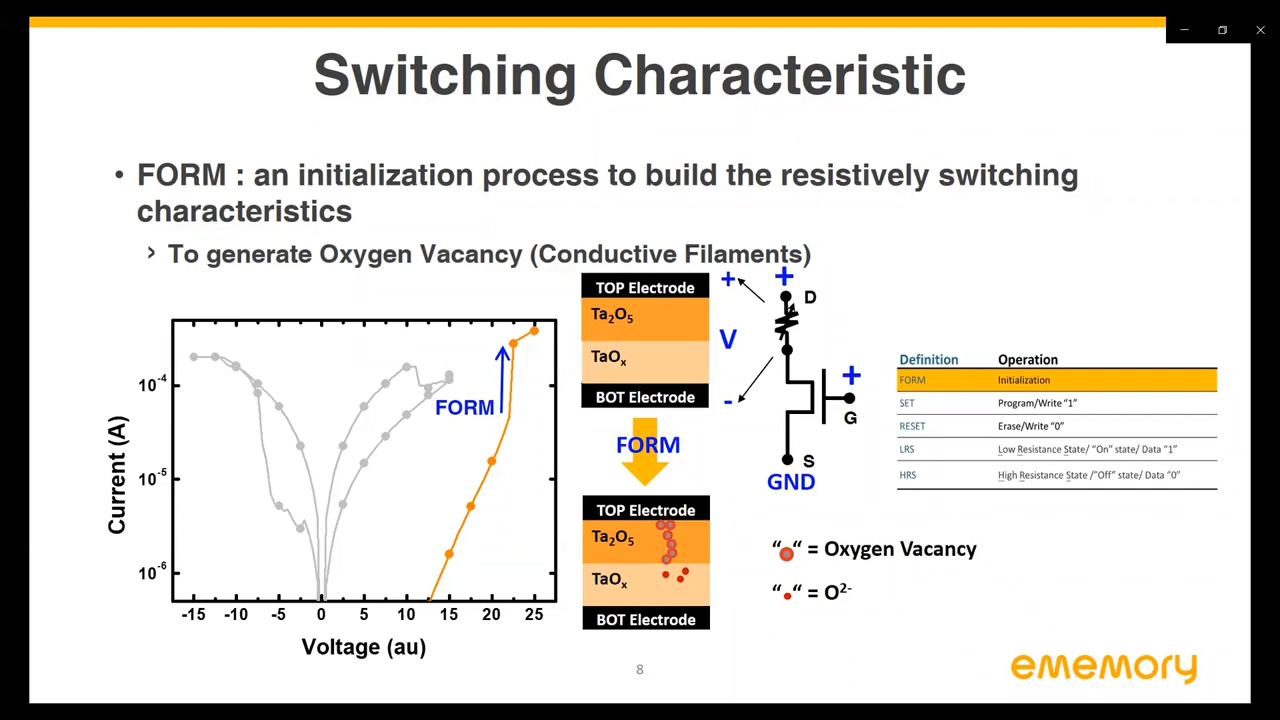 Switching Characteristic
• FORM : an initialization process to build the resistively switching
characteristics
› To generate Oxygen Vacancy (Conductive Filaments)
Current (A)
10-4
10-5
10-6
FORM
-15 -10 -5 0 5 10 15 20 25
Voltage (au)
TOP Electrode
Ta2O5
TaOx
BOT Electrode
FORM
TOP Electrode
Ta2O5
TaOx
BOT Electrode
+
V
-
+
D
+
G
S
GND
Definition Operation
FORM Initialization
SET Program/Write “1”
RESET Erase/Write “0”
LRS Low Resistance State/ “On” state/ Data “1”
HRS High Resistance State /“Off” state/ Data “0”
“ “ = Oxygen Vacancy
“ “ = O2-
8
ememory